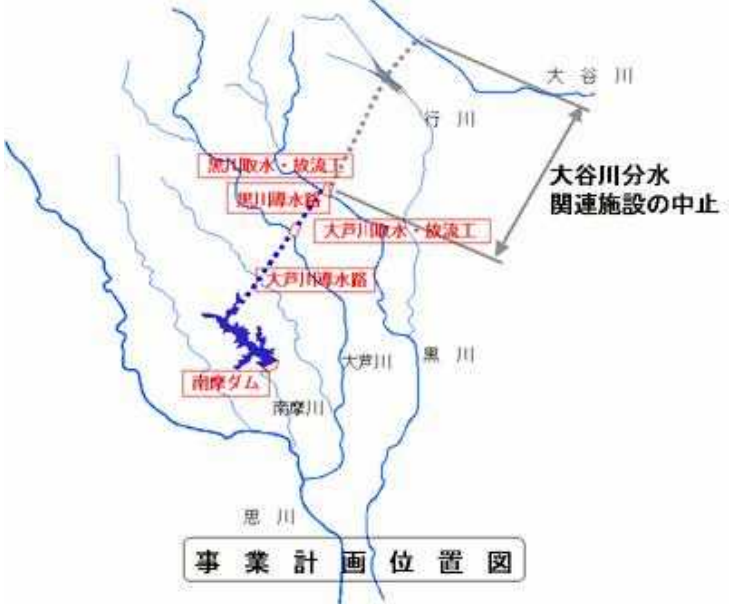 大谷川
行川
黒川取水・放流工
大谷川分水
関連施設の中止
黒川導水路
大芦川取水・放流工
大芦川導水路
大芦川
黒川
南摩ダム
南摩川
思川
事業計画位置図